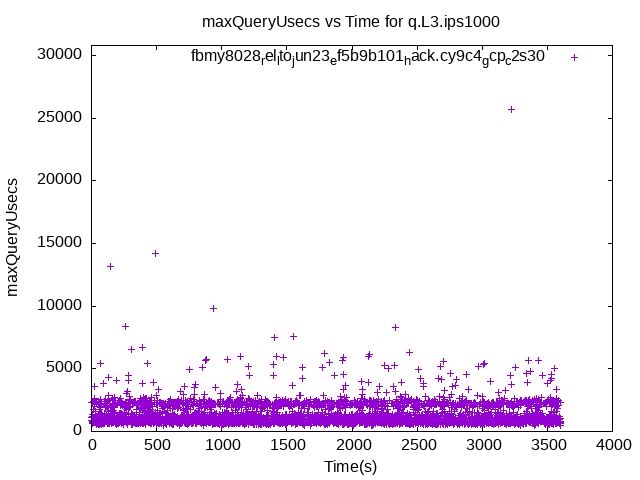 maxQueryUsecs vs Time for q.L3.ips1000
fbmy8028relltojun23ef5b9b101hack.cy9c4gcpc2s30
maxQueryUsecs
30000
25000
20000
15000
10000
5000
0
0 500 1000 1500 2000 2500 3000 3500 4000
Time(s)